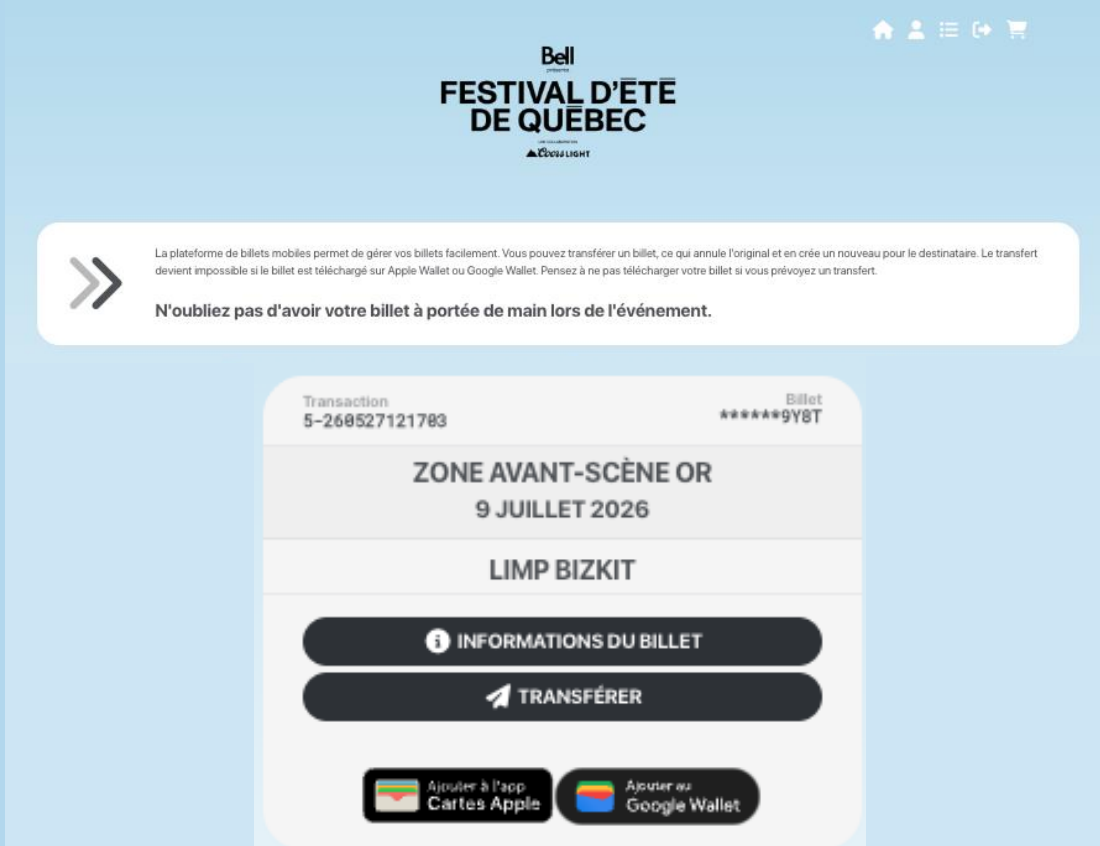 Bell
présente
FESTIVAL D'ÉTÉ
DE QUÉBEC
Coors LIGHT
La plateforme de billets mobiles permet de gérer vos billets facilement. Vous pouvez transférer un billet, ce qui annule l'original et en crée un nouveau pour le destinataire. Le transfert
devient impossible si le billet est téléchargé sur Apple Wallet ou Google Wallet. Pensez à ne pas télécharger votre billet si vous prévoyez un transfert.
N'oubliez pas d'avoir votre billet à portée de main lors de l'événement.
Transaction
5-260527121703
Billet
******9Y8T
ZONE AVANT-SCÈNE OR
9 JUILLET 2026
LIMP BIZKIT
INFORMATIONS DU BILLET
TRANSFÉRER
Ajouter à l'app
Cartes Apple
Ajouter au
Google Wallet